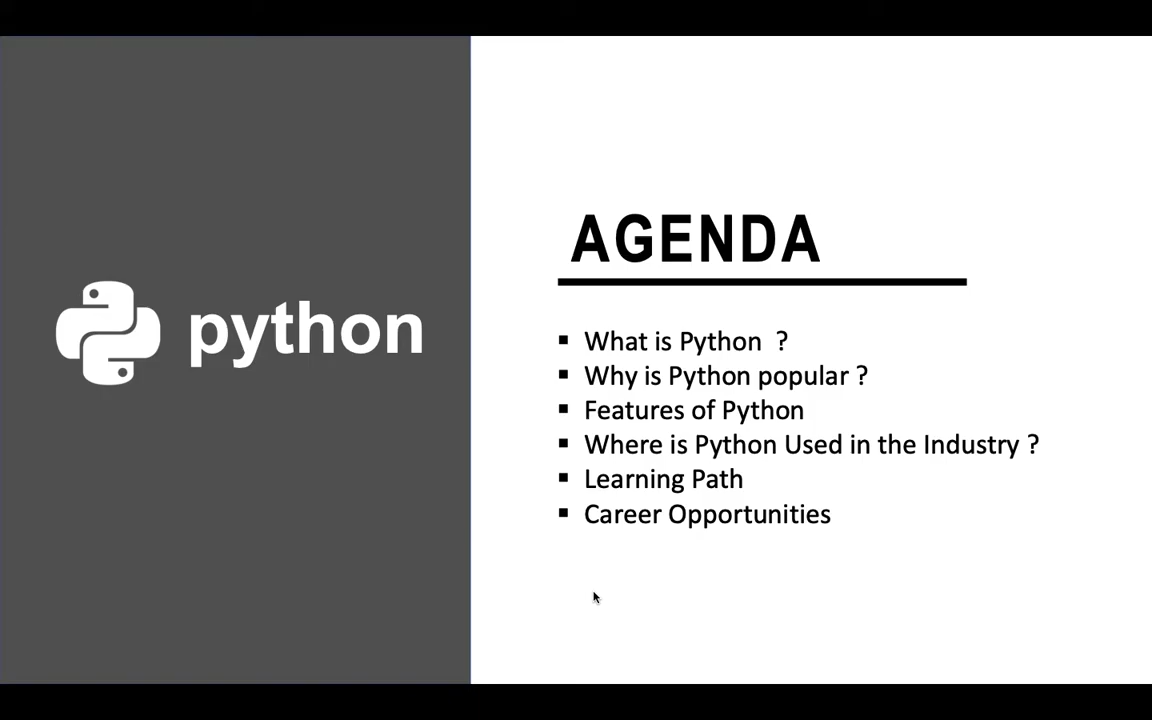 python
AGENDA
▪ What is Python  ?
▪ Why is Python popular ?
▪ Features of Python
▪ Where is Python Used in the Industry ?
▪ Learning Path
▪ Career Opportunities